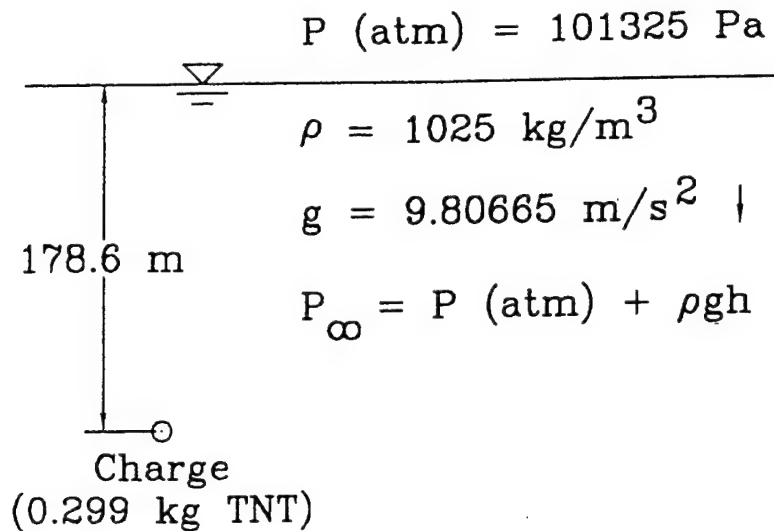 P (atm) = 101325 Pa
ρ = 1025 kg/m³
g = 9.80665 m/s² ↓
178.6 m
P∞ = P (atm) + ρgh
Charge
(0.299 kg TNT)